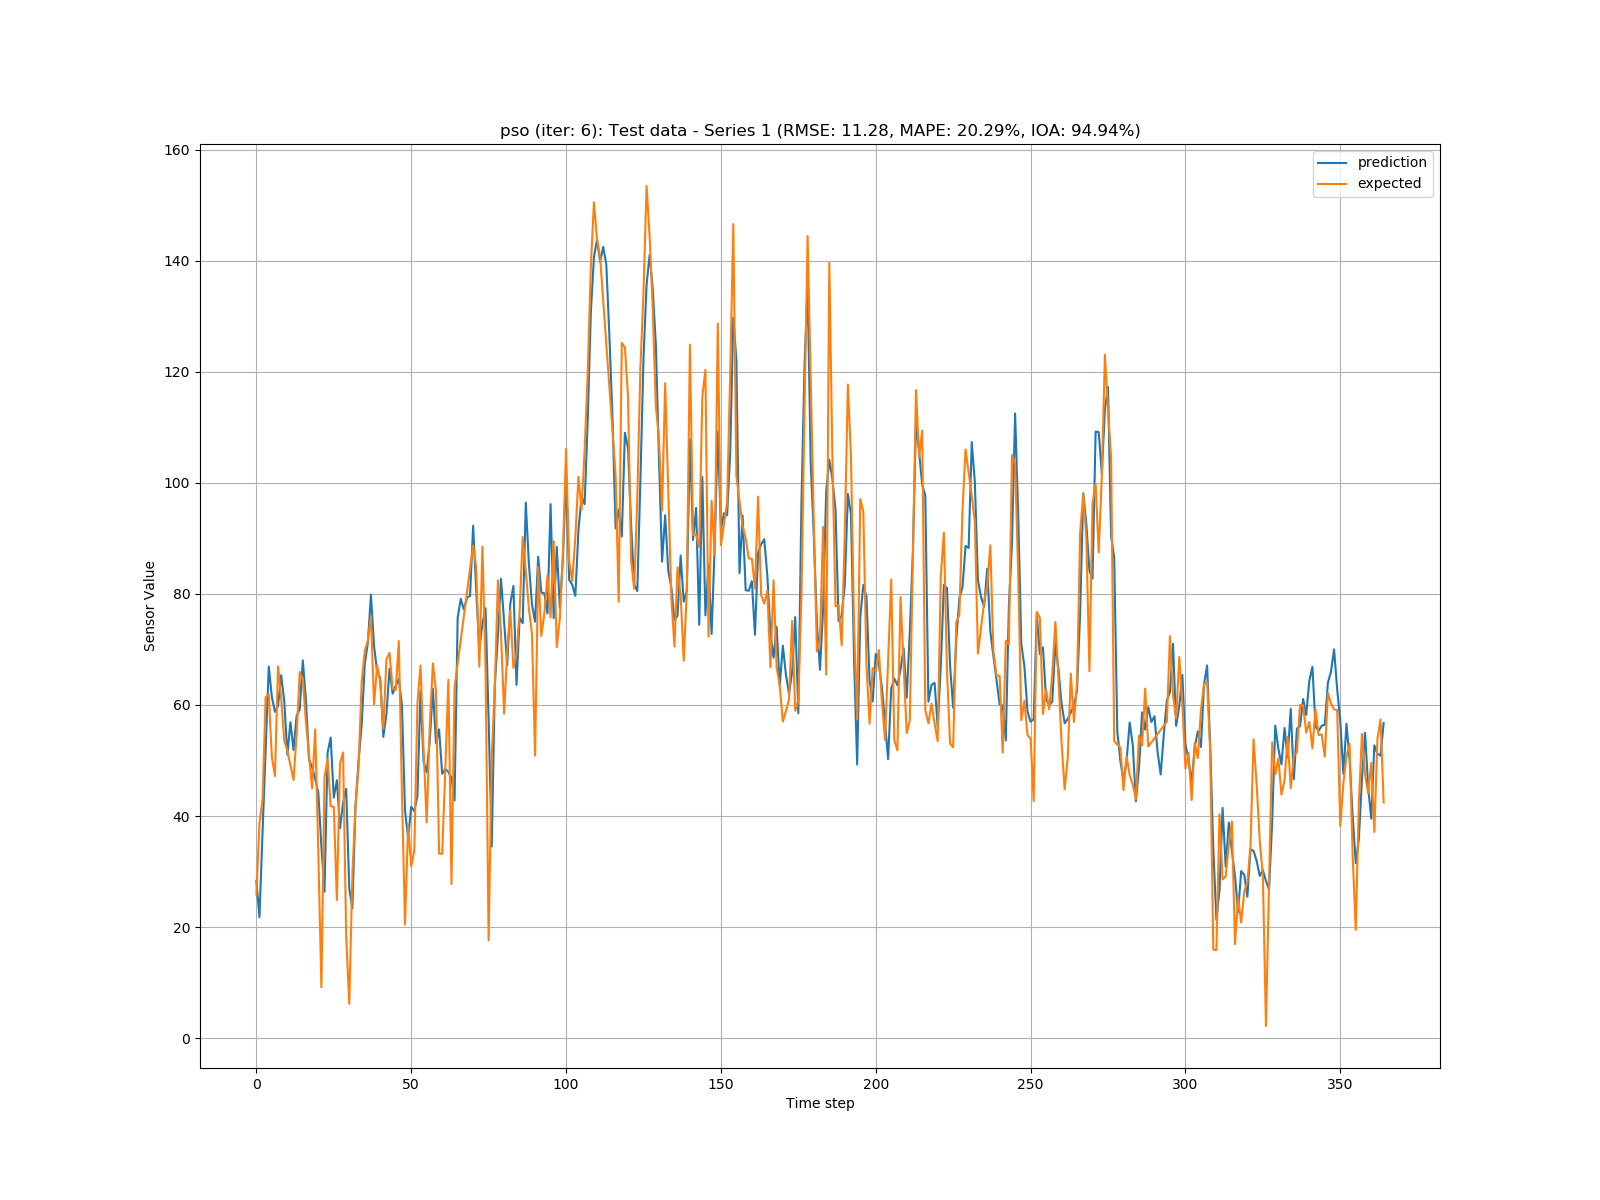 pso (iter: 6): Test data - Series 1 (RMSE: 11.28, MAPE: 20.29%, IOA: 94.94%)
prediction
expected
160
140
120
100
80
60
40
20
0
Sensor Value
0 50 100 150 200 250 300 350
Time step